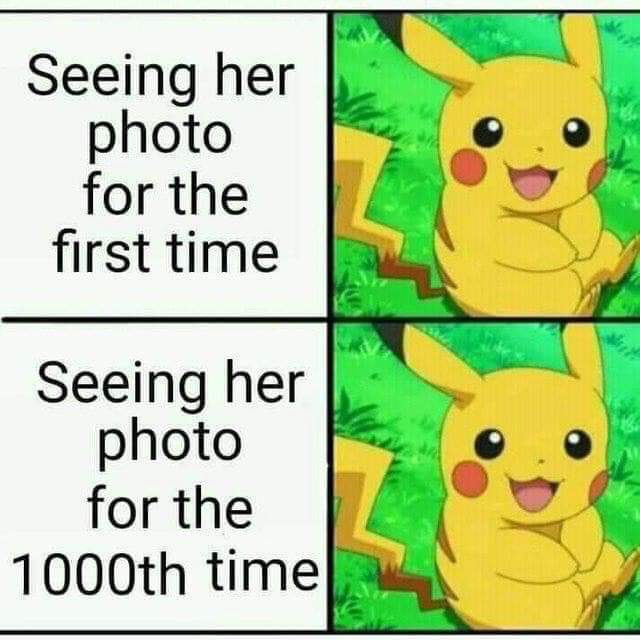 Seeing her
photo
for the
first time
Seeing her
photo
for the
1000th time